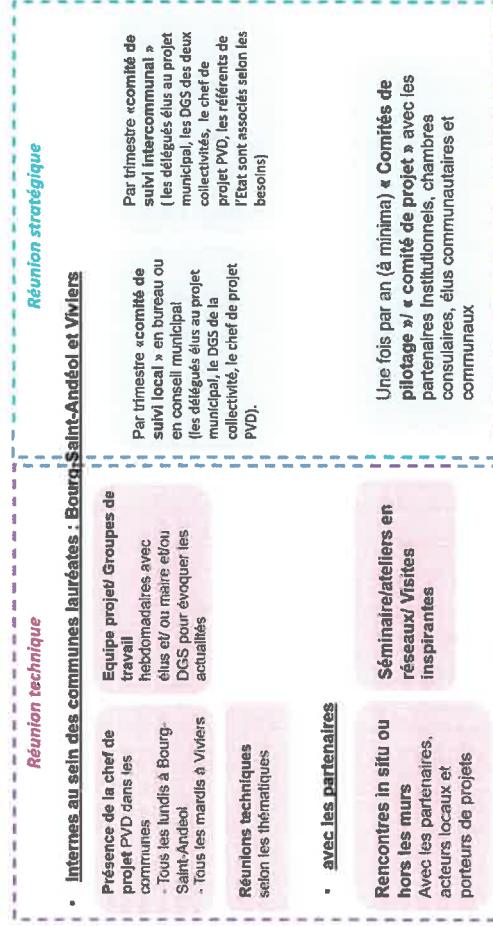 Réunion technique
Réunion stratégique
• Internes au sein des communes lauréates : Bourg-Saint-Andéol et Viviers
Présence de la chef de
projet PVD dans les
communes
- Tous les lundis à Bourg-
Saint-Andeol
- Tous les mardis à Viviers
Equipe projet/ Groupes de
travail
hebdomadaires avec
élus et/ ou maire et/ou
DGS pour évoquer les
actualités
Réunions techniques
selon les thématiques
Par trimestre «comité de
suivi local » en bureau ou
en conseil municipal
(les délégués élus au projet
municipal, le DGS de la
collectivité, le chef de projet
PVD).
Par trimestre «comité de
suivi intercommunal »
( les délégués élus au projet
municipal, les DGS des deux
collectivités, le chef de
projet PVD, les référents de
l'Etat sont associés selon les
besoins)
• avec les partenaires
Rencontres in situ ou
hors les murs
Avec les partenaires,
acteurs locaux et
porteurs de projets
Séminaire/ateliers en
réseaux/ Visites
inspirantes
Une fois par an (à minima) « Comités de
pilotage »/ « comité de projet » avec les
partenaires Institutionnels, chambres
consulaires, élus communautaires et
communaux